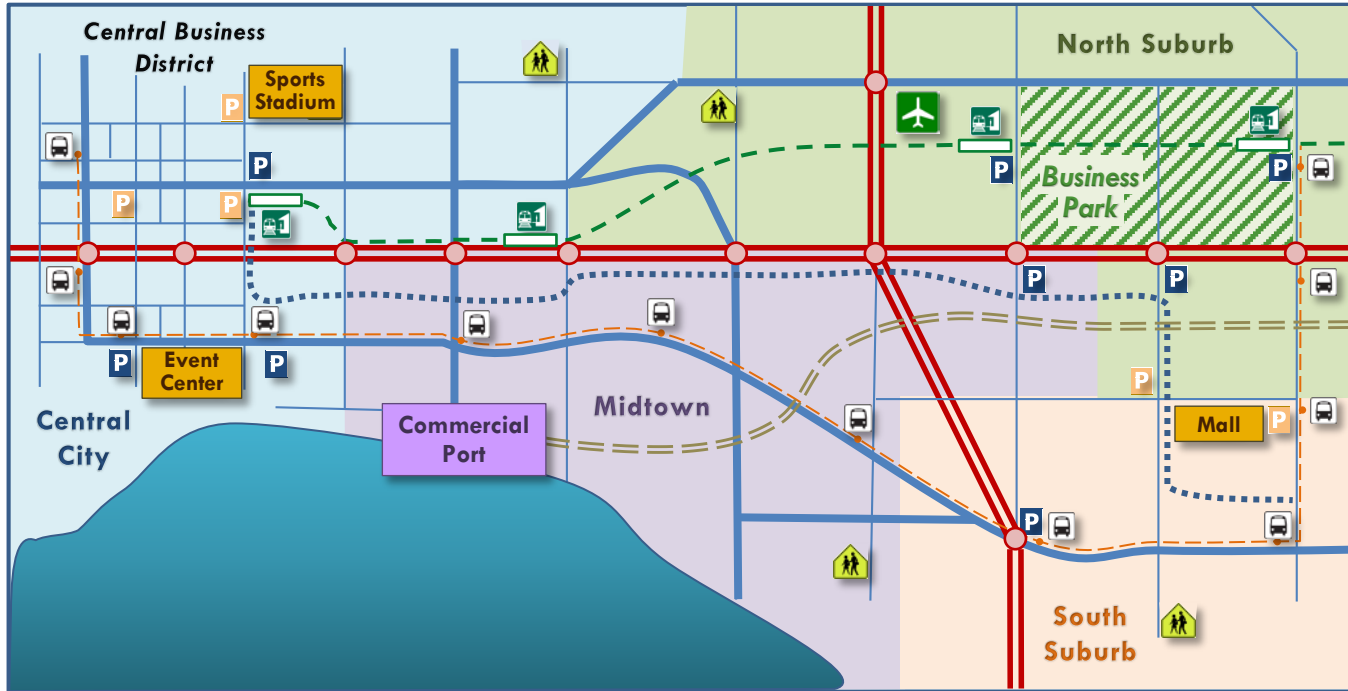 Central Business
District
North Suburb
Sports
Stadium
P
P
P
P
P
P
P
Business
Park
P
P
Event
Center
P
P
P
Central
City
Midtown
Commercial
Port
Mall
P
P
South
Suburb